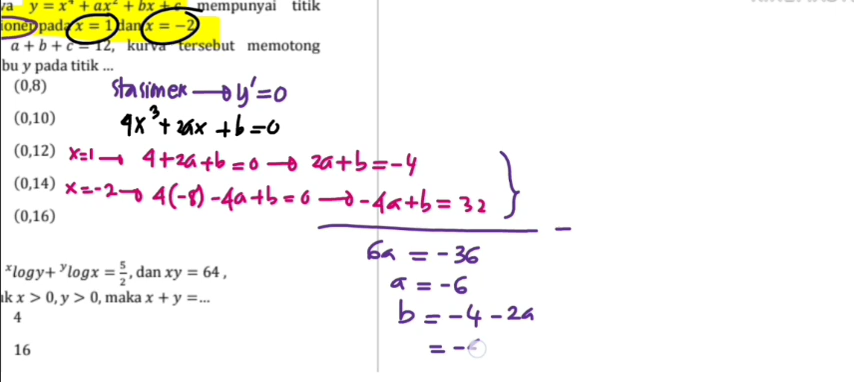 va y = x⁴ + ax² + bx + c mempunyai titik
ioner pada x = 1 dan x = −2
a + b + c = 12, kurva tersebut memotong
bu y pada titik ...
(0,8)
(0,10)
(0,12)
(0,14)
(0,16)
ˣlogy+ ʸlogx = 5/2, dan xy = 64 ,
ak x > 0, y > 0, maka x + y =...
4
16
stasioner → y' = 0
4x³ + 2ax + b = 0
x=1 → 4 + 2a + b = 0 → 2a + b = −4
x = −2 → 4(−8) − 4a + b = 0 → −4a + b = 32
6a = −36
a = −6
b = −4 − 2a
= −